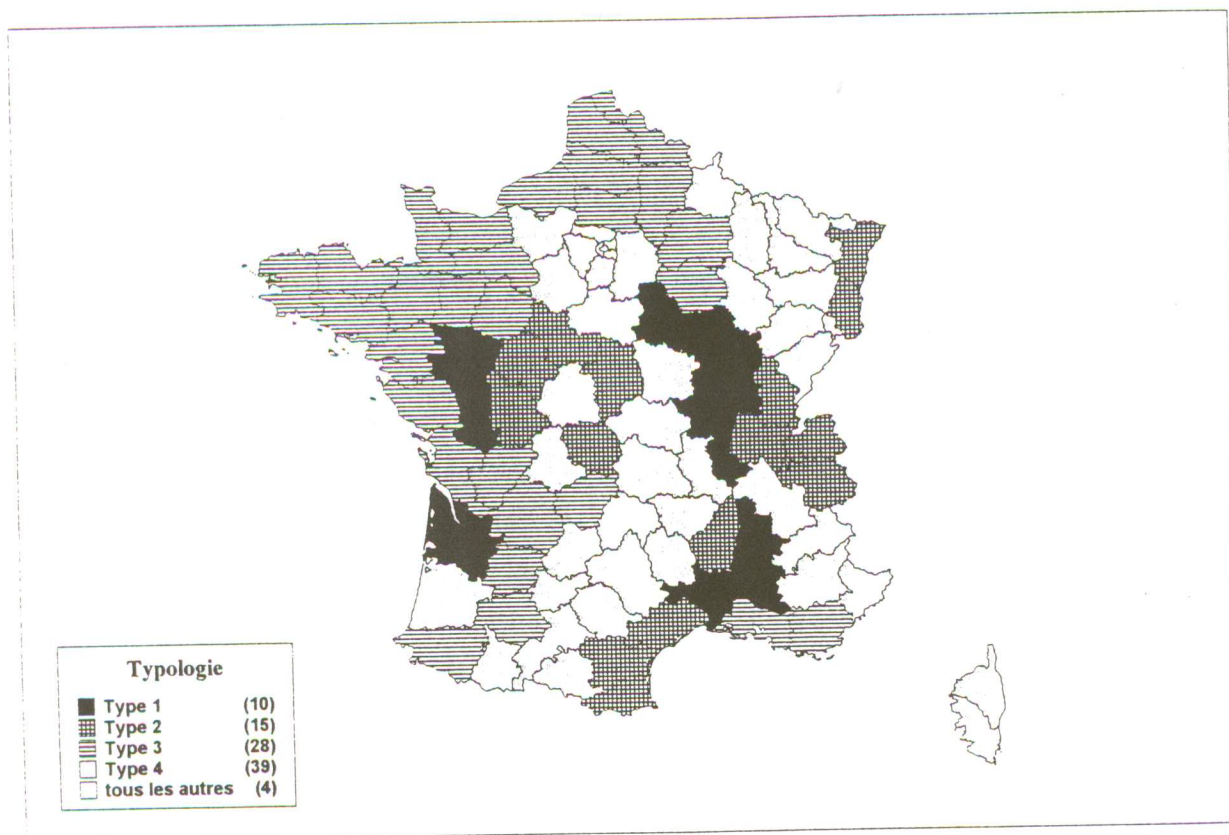 Typologie
Type 1 (10)
Type 2 (15)
Type 3 (28)
Type 4 (39)
tous les autres (4)